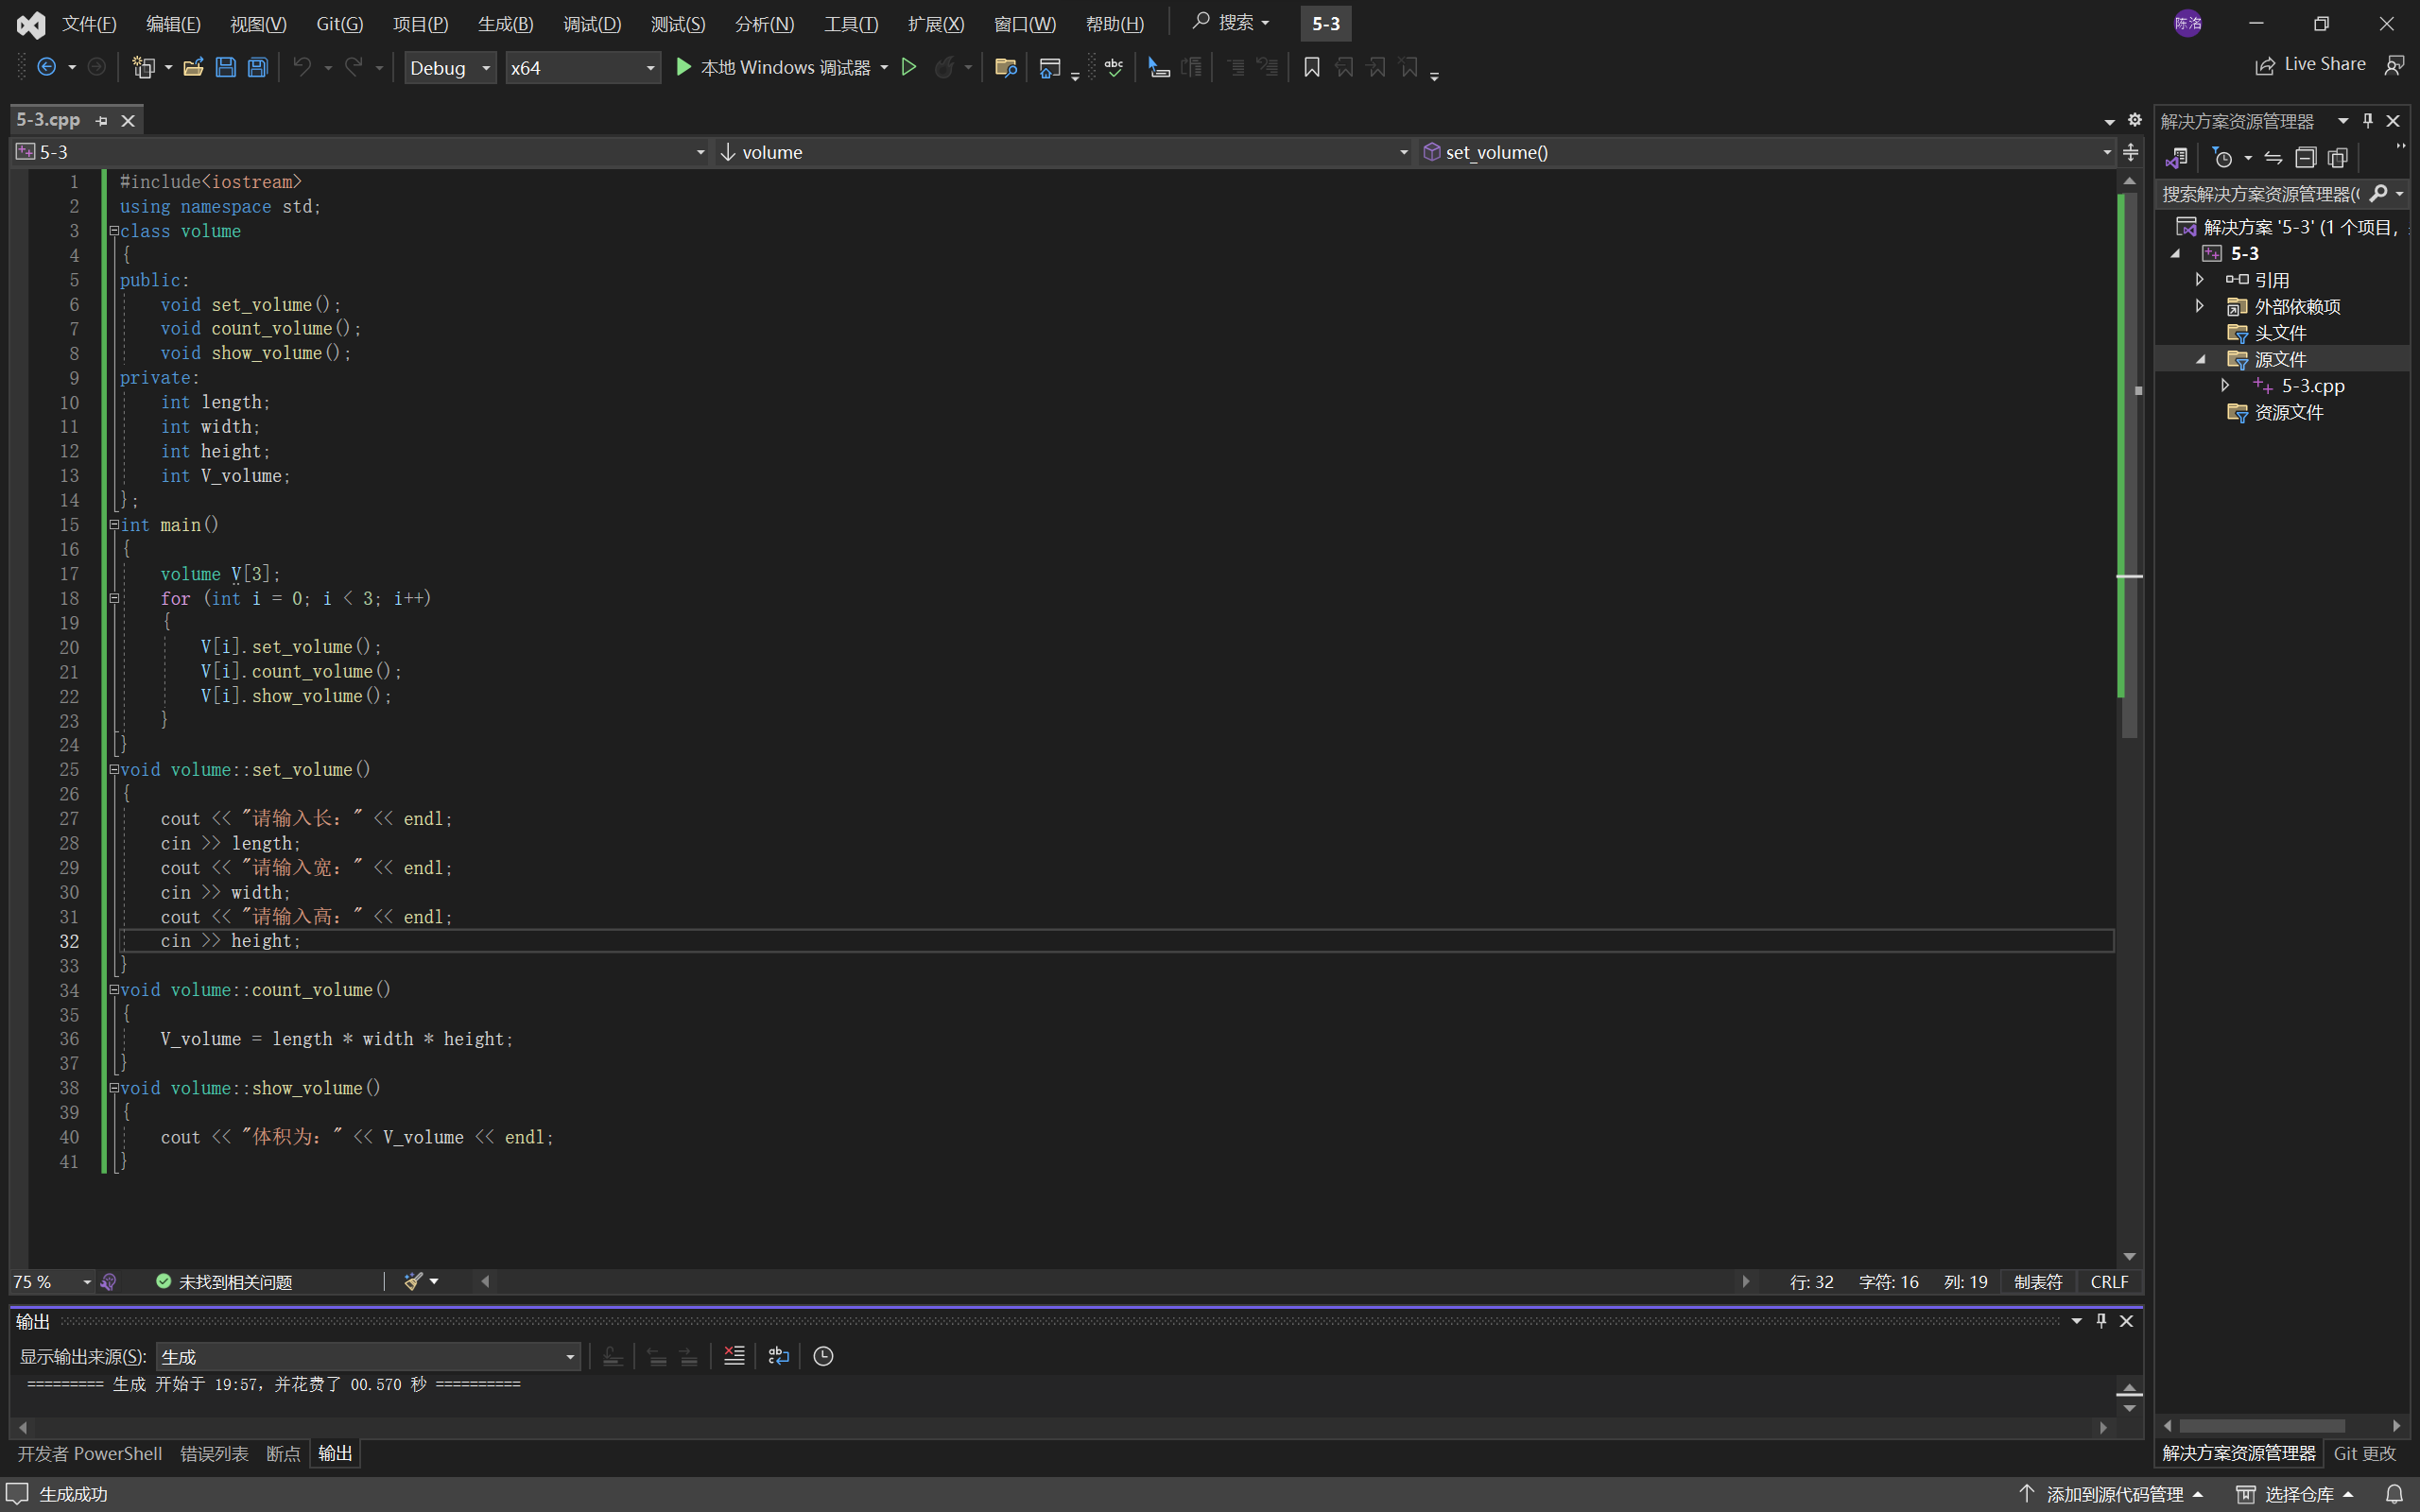 文件(F) 编辑(E) 视图(V) Git(G) 项目(P) 生成(B) 调试(D) 测试(S) 分析(N) 工具(T) 扩展(X) 窗口(W) 帮助(H) 搜索 5-3 陈洛
Debug x64 本地 Windows 调试器 Live Share
5-3.cpp
5-3 volume set_volume()
1 #include<iostream>
2 using namespace std;
3 class volume
4 {
5 public:
6 void set_volume();
7 void count_volume();
8 void show_volume();
9 private:
10 int length;
11 int width;
12 int height;
13 int V_volume;
14 };
15 int main()
16 {
17 volume V[3];
18 for (int i = 0; i < 3; i++)
19 {
20 V[i].set_volume();
21 V[i].count_volume();
22 V[i].show_volume();
23 }
24 }
25 void volume::set_volume()
26 {
27 cout << "请输入长：" << endl;
28 cin >> length;
29 cout << "请输入宽：" << endl;
30 cin >> width;
31 cout << "请输入高：" << endl;
32 cin >> height;
33 }
34 void volume::count_volume()
35 {
36 V_volume = length * width * height;
37 }
38 void volume::show_volume()
39 {
40 cout << "体积为：" << V_volume << endl;
41 }
75 % 未找到相关问题 行: 32 字符: 16 列: 19 制表符 CRLF
输出
显示输出来源(S): 生成
========= 生成 开始于 19:57，并花费了 00.570 秒 ==========
开发者 PowerShell 错误列表 断点 输出
解决方案资源管理器
搜索解决方案资源管理器(
解决方案 '5-3' (1 个项目,
5-3
引用
外部依赖项
头文件
源文件
5-3.cpp
资源文件
解决方案资源管理器 Git 更改
生成成功 添加到源代码管理 选择仓库